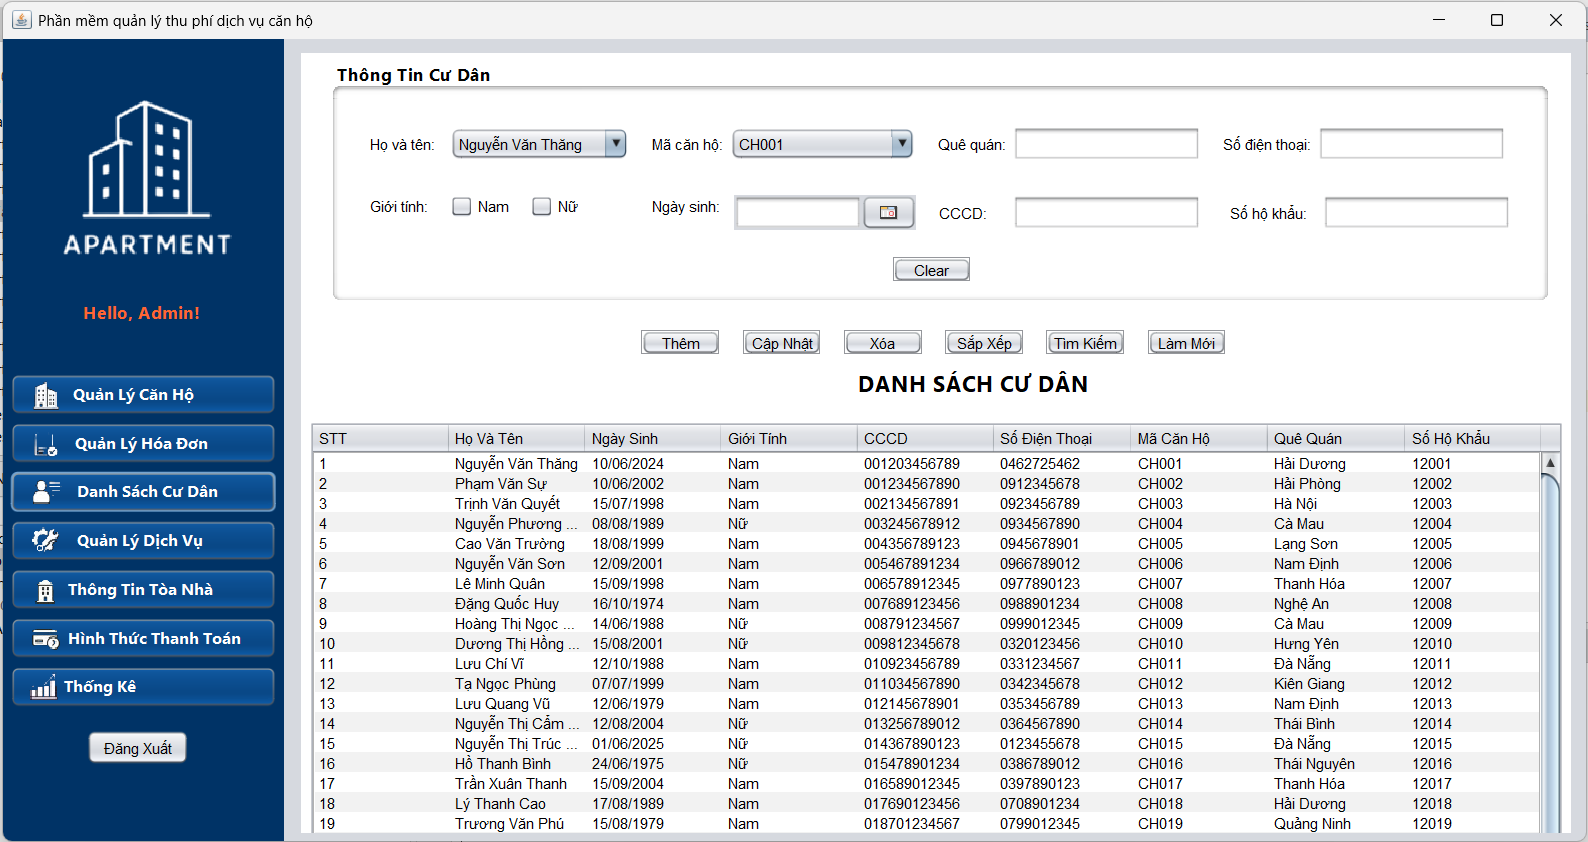 Phần mềm quản lý thu phí dịch vụ căn hộ
APARTMENT
Hello, Admin!
Quản Lý Căn Hộ
Quản Lý Hóa Đơn
Danh Sách Cư Dân
Quản Lý Dịch Vụ
Thông Tin Tòa Nhà
Hình Thức Thanh Toán
Thống Kê
Đăng Xuất
Thông Tin Cư Dân
Họ và tên: Nguyễn Văn Thăng Mã căn hộ: CH001 Quê quán: Số điện thoại:
Giới tính: Nam Nữ Ngày sinh: CCCD: Số hộ khẩu:
Clear
Thêm Cập Nhật Xóa Sắp Xếp Tìm Kiếm Làm Mới
DANH SÁCH CƯ DÂN
STT Họ Và Tên Ngày Sinh Giới Tính CCCD Số Điện Thoại Mã Căn Hộ Quê Quán Số Hộ Khẩu
1 Nguyễn Văn Thăng 10/06/2024 Nam 001203456789 0462725462 CH001 Hải Dương 12001
2 Phạm Văn Sự 10/06/2002 Nam 001234567890 0912345678 CH002 Hải Phòng 12002
3 Trịnh Văn Quyết 15/07/1998 Nam 002134567891 0923456789 CH003 Hà Nội 12003
4 Nguyễn Phương ... 08/08/1989 Nữ 003245678912 0934567890 CH004 Cà Mau 12004
5 Cao Văn Trường 18/08/1999 Nam 004356789123 0945678901 CH005 Lạng Sơn 12005
6 Nguyễn Văn Sơn 12/09/2001 Nam 005467891234 0966789012 CH006 Nam Định 12006
7 Lê Minh Quân 15/09/1998 Nam 006578912345 0977890123 CH007 Thanh Hóa 12007
8 Đặng Quốc Huy 16/10/1974 Nam 007689123456 0988901234 CH008 Nghệ An 12008
9 Hoàng Thị Ngọc ... 14/06/1988 Nữ 008791234567 0999012345 CH009 Cà Mau 12009
10 Dương Thị Hồng ... 15/08/2001 Nữ 009812345678 0320123456 CH010 Hưng Yên 12010
11 Lưu Chí Vĩ 12/10/1988 Nam 010923456789 0331234567 CH011 Đà Nẵng 12011
12 Tạ Ngọc Phùng 07/07/1999 Nam 011034567890 0342345678 CH012 Kiên Giang 12012
13 Lưu Quang Vũ 12/06/1979 Nam 012145678901 0353456789 CH013 Nam Định 12013
14 Nguyễn Thị Cẩm ... 12/08/2004 Nữ 013256789012 0364567890 CH014 Thái Bình 12014
15 Nguyễn Thị Trúc ... 01/06/2025 Nữ 014367890123 0123455678 CH015 Đà Nẵng 12015
16 Hồ Thanh Bình 24/06/1975 Nữ 015478901234 0386789012 CH016 Thái Nguyên 12016
17 Trần Xuân Thanh 15/09/2004 Nam 016589012345 0397890123 CH017 Thanh Hóa 12017
18 Lý Thanh Cao 17/08/1989 Nam 017690123456 0708901234 CH018 Hải Dương 12018
19 Trương Văn Phú 15/08/1979 Nam 018701234567 0799012345 CH019 Quảng Ninh 12019